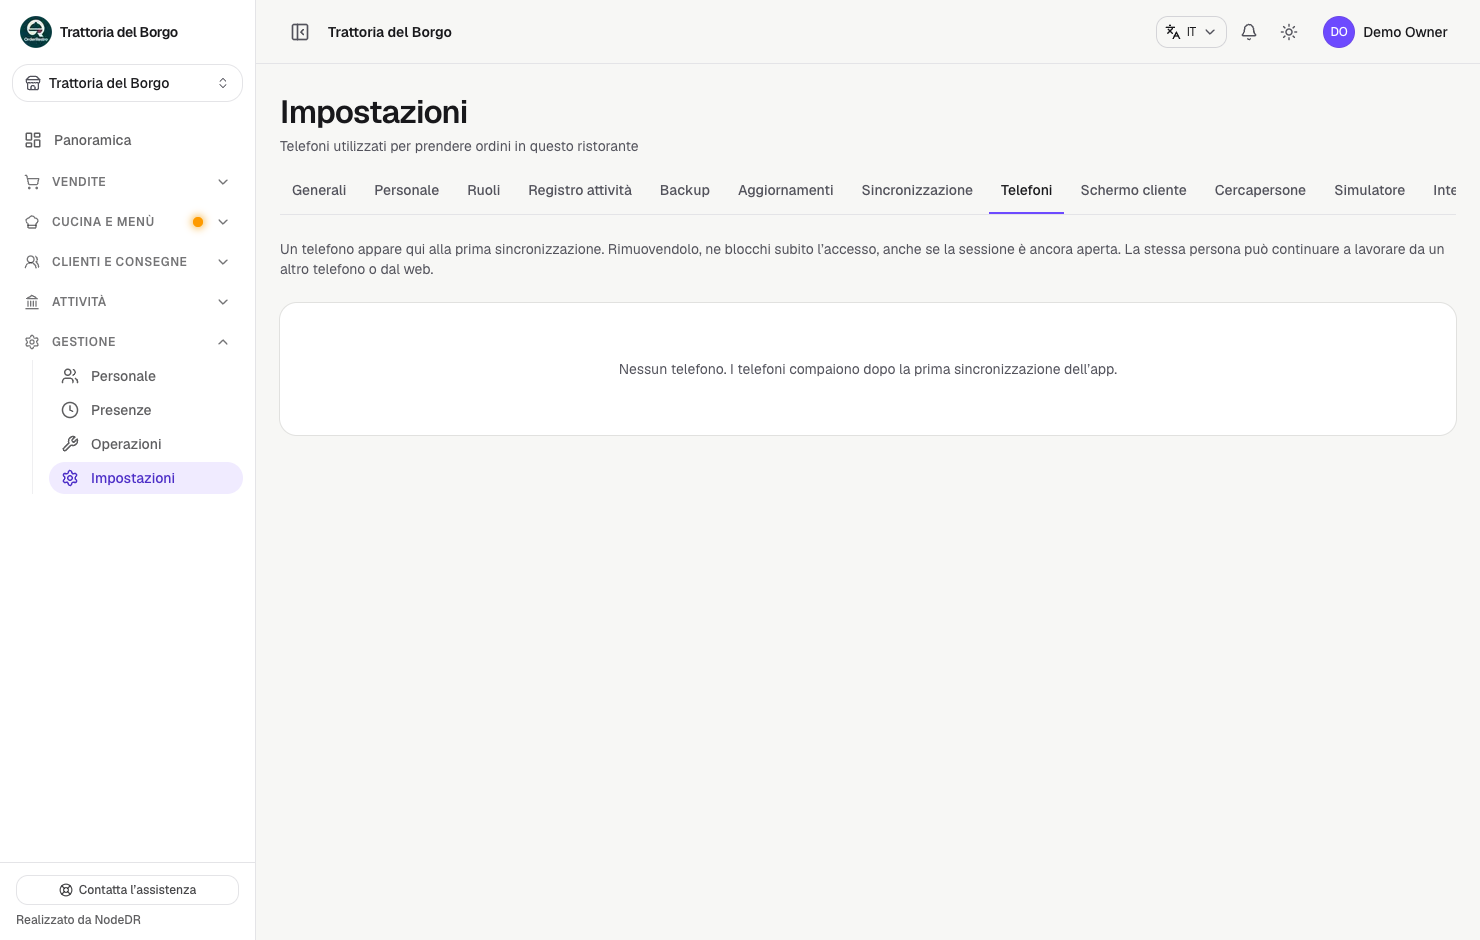 Trattoria del Borgo
Trattoria del Borgo
Panoramica
VENDITE
CUCINA E MENÙ
CLIENTI E CONSEGNE
ATTIVITÀ
GESTIONE
Personale
Presenze
Operazioni
Impostazioni
Contatta l'assistenza
Realizzato da NodeDR
Trattoria del Borgo
IT
DO
Demo Owner
Impostazioni
Telefoni utilizzati per prendere ordini in questo ristorante
Generali
Personale
Ruoli
Registro attività
Backup
Aggiornamenti
Sincronizzazione
Telefoni
Schermo cliente
Cercapersone
Simulatore
Inte
Un telefono appare qui alla prima sincronizzazione. Rimuovendolo, ne blocchi subito l'accesso, anche se la sessione è ancora aperta. La stessa persona può continuare a lavorare da un
altro telefono o dal web.
Nessun telefono. I telefoni compaiono dopo la prima sincronizzazione dell'app.